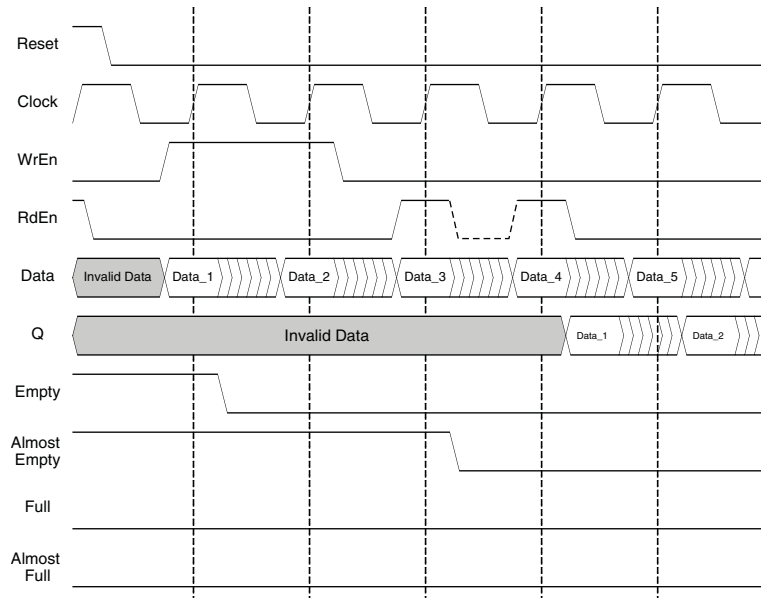 Reset
Clock
WrEn
RdEn
Data
Invalid Data Data_1 Data_2 Data_3 Data_4 Data_5
Q
Invalid Data Data_1 Data_2
Empty
Almost
Empty
Full
Almost
Full